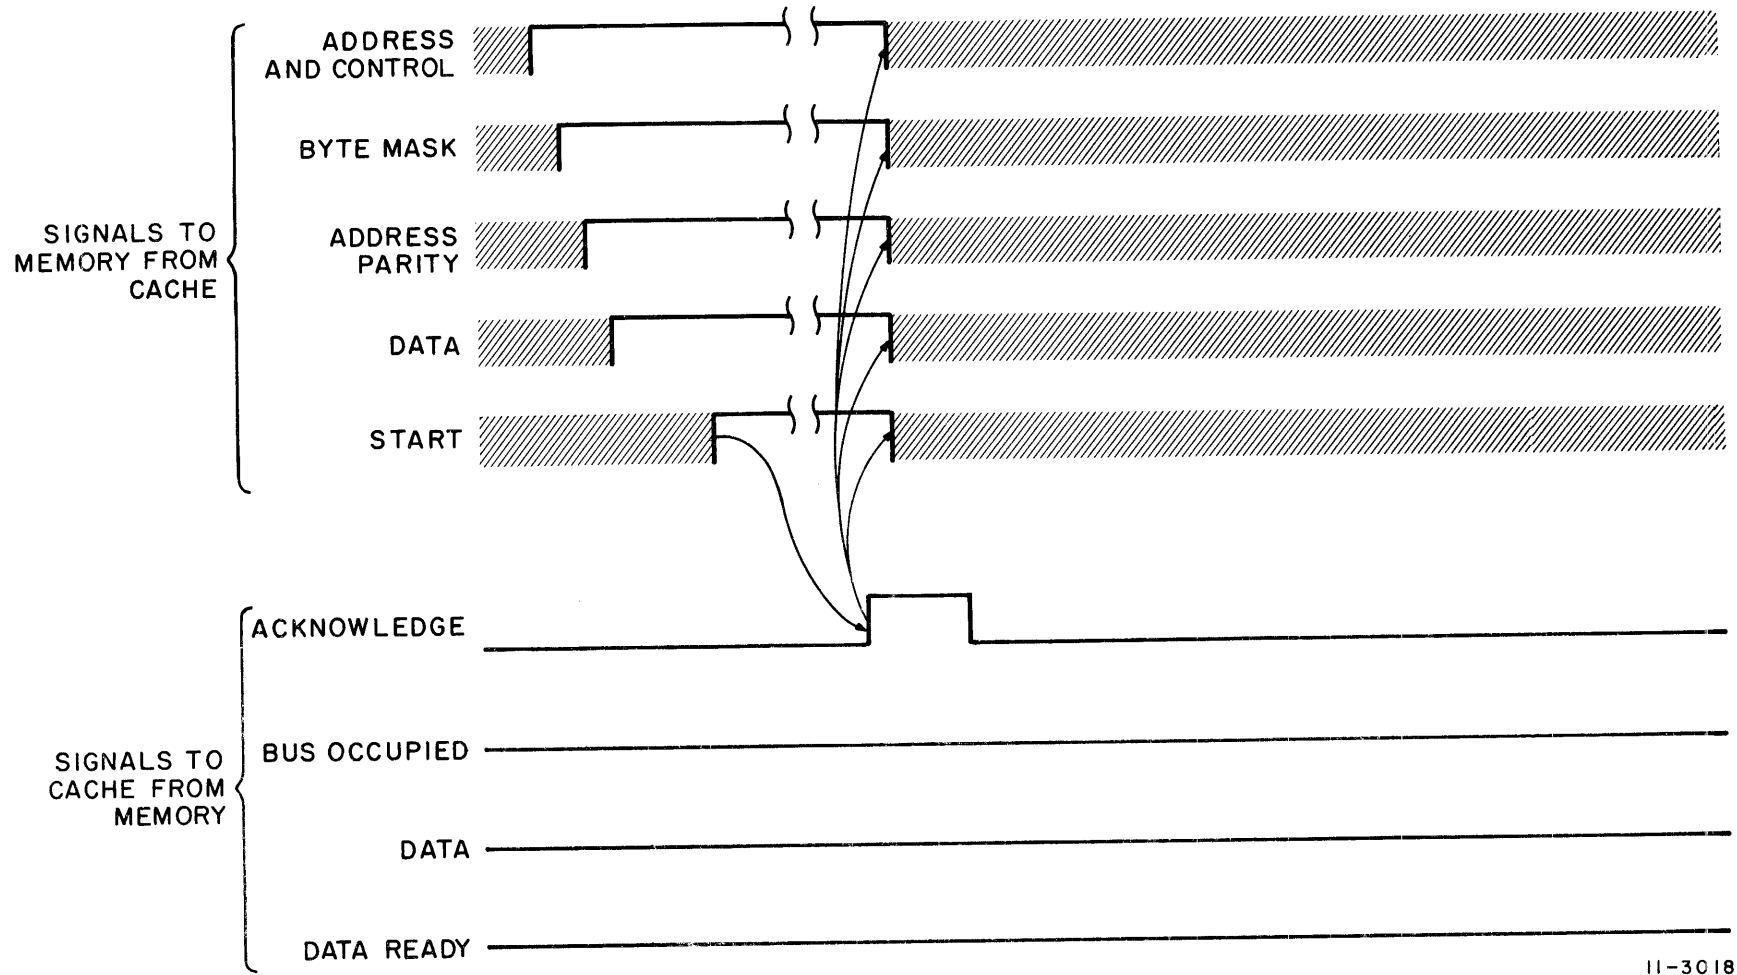 ADDRESS
AND CONTROL
BYTE MASK
SIGNALS TO
MEMORY FROM
CACHE
ADDRESS
PARITY
DATA
START
ACKNOWLEDGE
SIGNALS TO
CACHE FROM
MEMORY
BUS OCCUPIED
DATA
DATA READY
11-3018